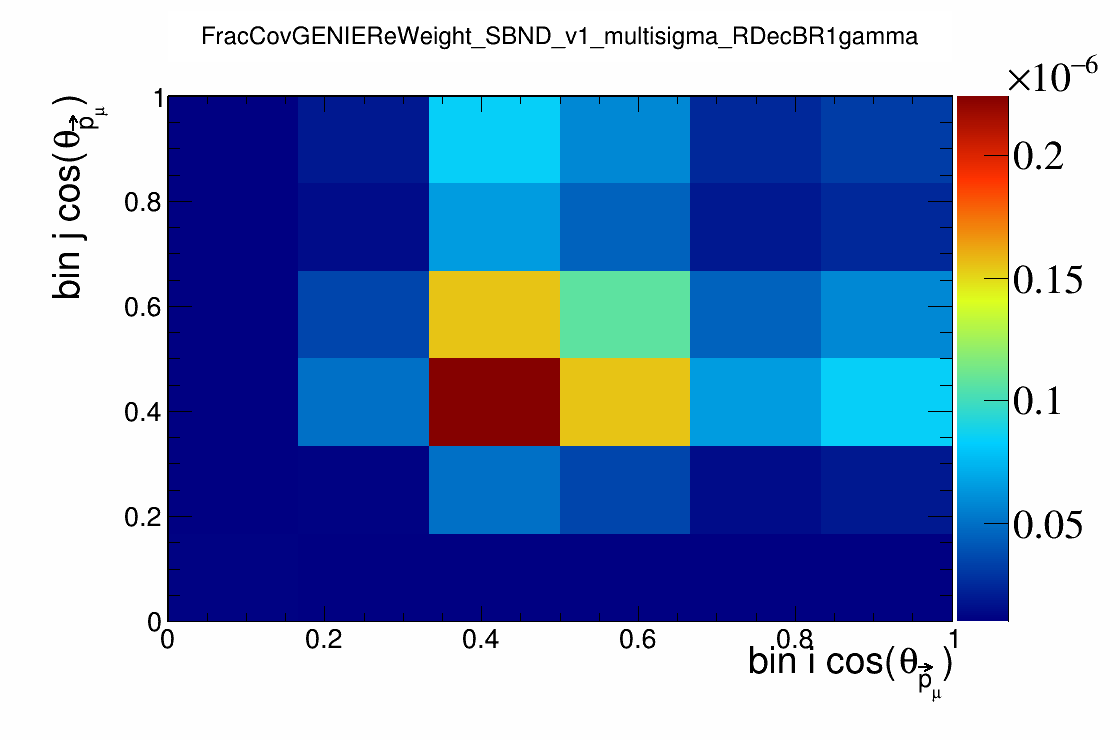 FracCovGENIEReWeight_SBND_v1_multisigma_RDecBR1gamma
×10⁻⁶
bin j cos(θ_p⃗_μ)
1
0.8
0.6
0.4
0.2
0
0 0.2 0.4 0.6 0.8 1
bin i cos(θ_p⃗_μ)
0.2
0.15
0.1
0.05